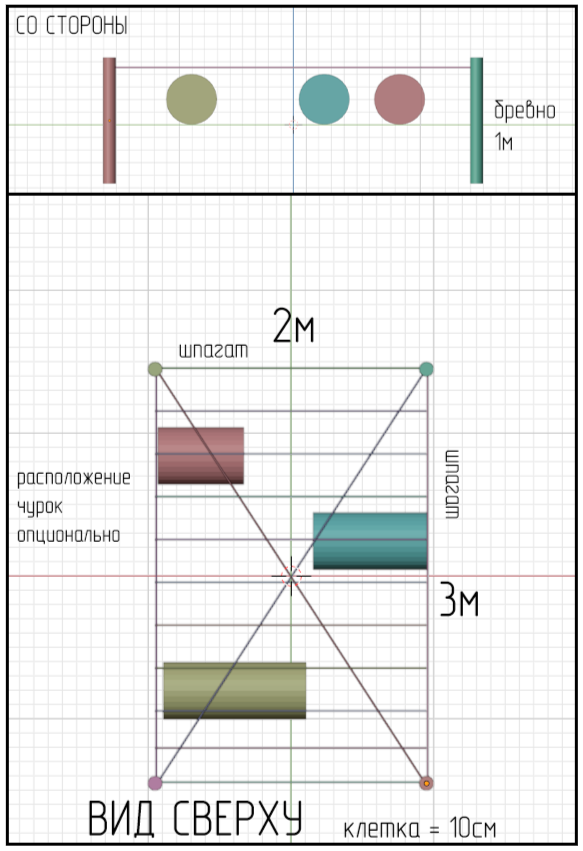 СО СТОРОНЫ
бревно
1м
2м
шпагат
расположение
чурок
опционально
шпагат
3м
ВИД СВЕРХУ
клетка = 10см